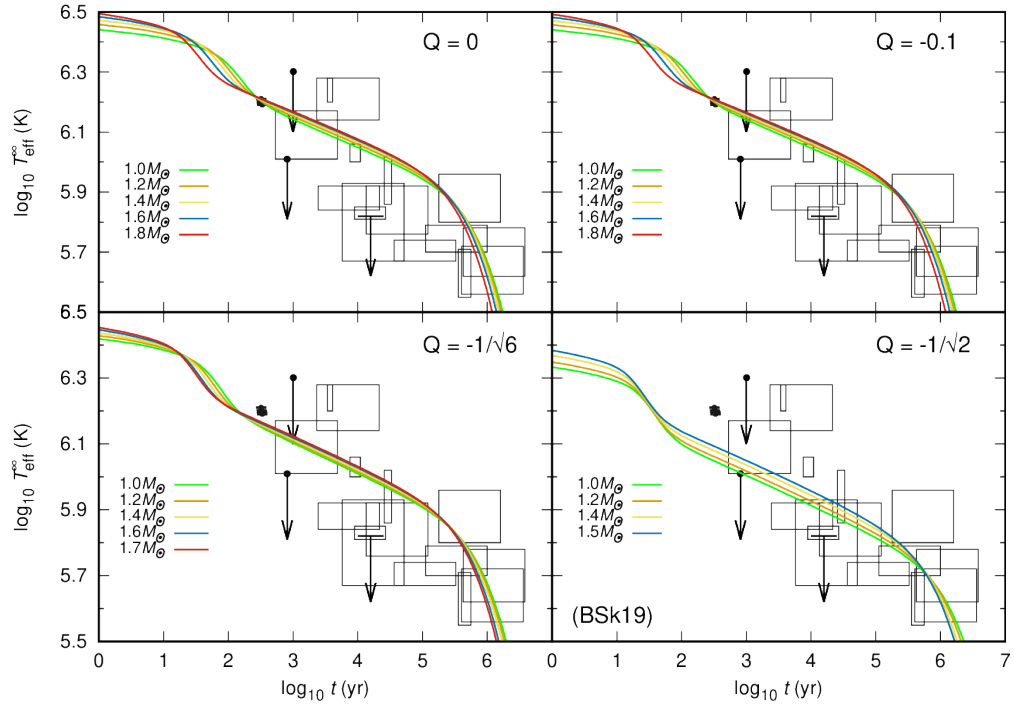 6.5
6.3
6.1
5.9
5.7
6.5
6.3
6.1
5.9
5.7
5.5
log₁₀ T∞eff (K)
log₁₀ T∞eff (K)
Q = 0
1.0M⊙
1.2M⊙
1.4M⊙
1.6M⊙
1.8M⊙
Q = -0.1
1.0M⊙
1.2M⊙
1.4M⊙
1.6M⊙
1.8M⊙
Q = -1/√6
1.0M⊙
1.2M⊙
1.4M⊙
1.6M⊙
1.7M⊙
Q = -1/√2
1.0M⊙
1.2M⊙
1.4M⊙
1.5M⊙
(BSk19)
0 1 2 3 4 5 6
0 1 2 3 4 5 6 7
log₁₀ t (yr)
log₁₀ t (yr)